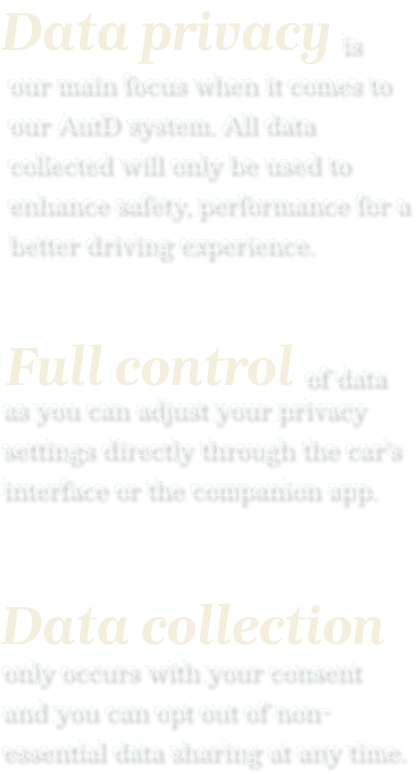 Data privacy is
our main focus when it comes to
our AutD system. All data
collected will only be used to
enhance safety, performance for a
better driving experience.
Full control of data
as you can adjust your privacy
settings directly through the car's
interface or the companion app.
Data collection
only occurs with your consent
and you can opt out of non-
essential data sharing at any time.